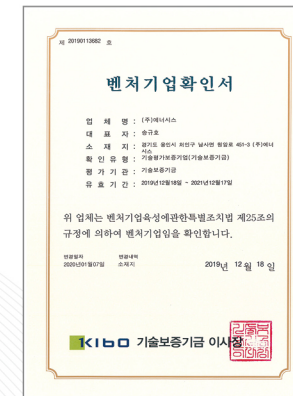 제 20190113682 호
벤처기업확인서
업 체 명 : (주)에너시스
대 표 자 : 송규호
소 재 지 : 경기도 용인시 처인구 남사면 원암로 451-3 (주)에너
시스
확 인 유 형 : 기술평가보증기업(기술보증기금)
평 가 기 관 : 기술보증기금
유 효 기 간 : 2019년12월18일 ~ 2021년12월17일
위 업체는 벤처기업육성에관한특별조치법 제25조의
규정에 의하여 벤처기업임을 확인합니다.
변경일자 변경내역
2020년01월07일 소재지
2019년 12 월 18 일
KIBO 기술보증기금 이사장